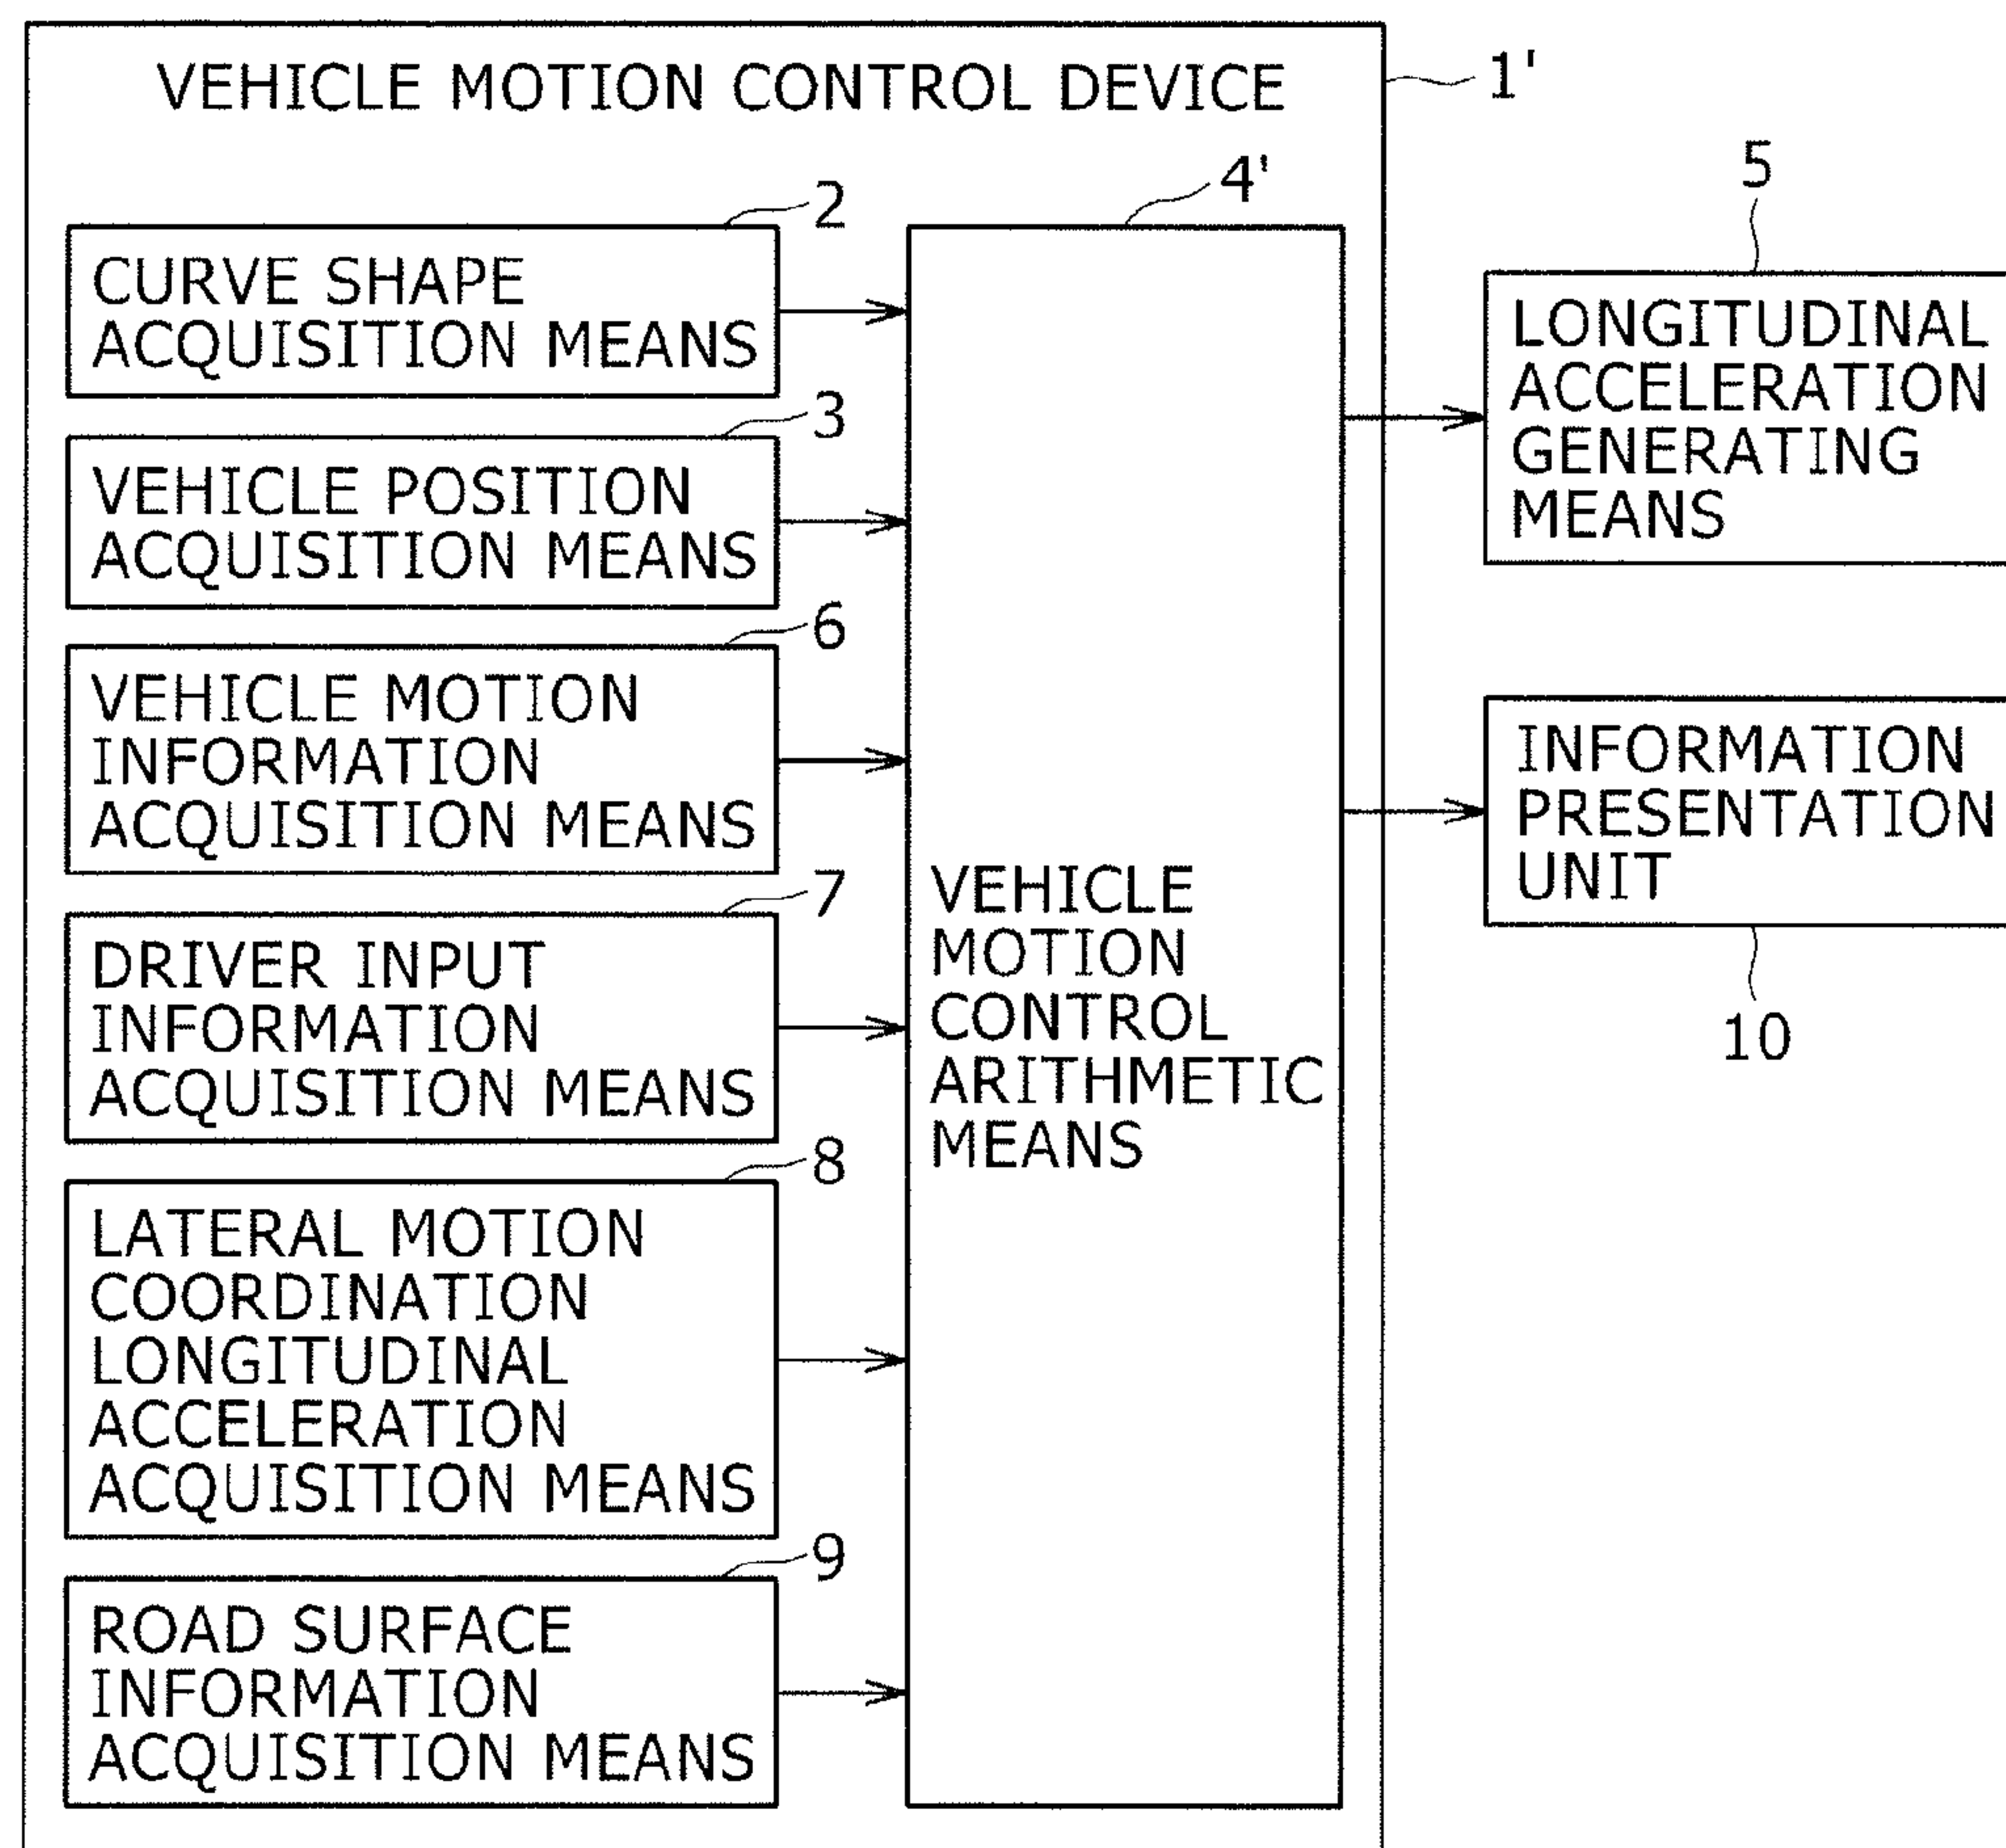 VEHICLE MOTION CONTROL DEVICE
1'
2
CURVE SHAPE
ACQUISITION MEANS
3
VEHICLE POSITION
ACQUISITION MEANS
6
VEHICLE MOTION
INFORMATION
ACQUISITION MEANS
7
DRIVER INPUT
INFORMATION
ACQUISITION MEANS
8
LATERAL MOTION
COORDINATION
LONGITUDINAL
ACCELERATION
ACQUISITION MEANS
9
ROAD SURFACE
INFORMATION
ACQUISITION MEANS
4'
VEHICLE
MOTION
CONTROL
ARITHMETIC
MEANS
5
LONGITUDINAL
ACCELERATION
GENERATING
MEANS
INFORMATION
PRESENTATION
UNIT
10